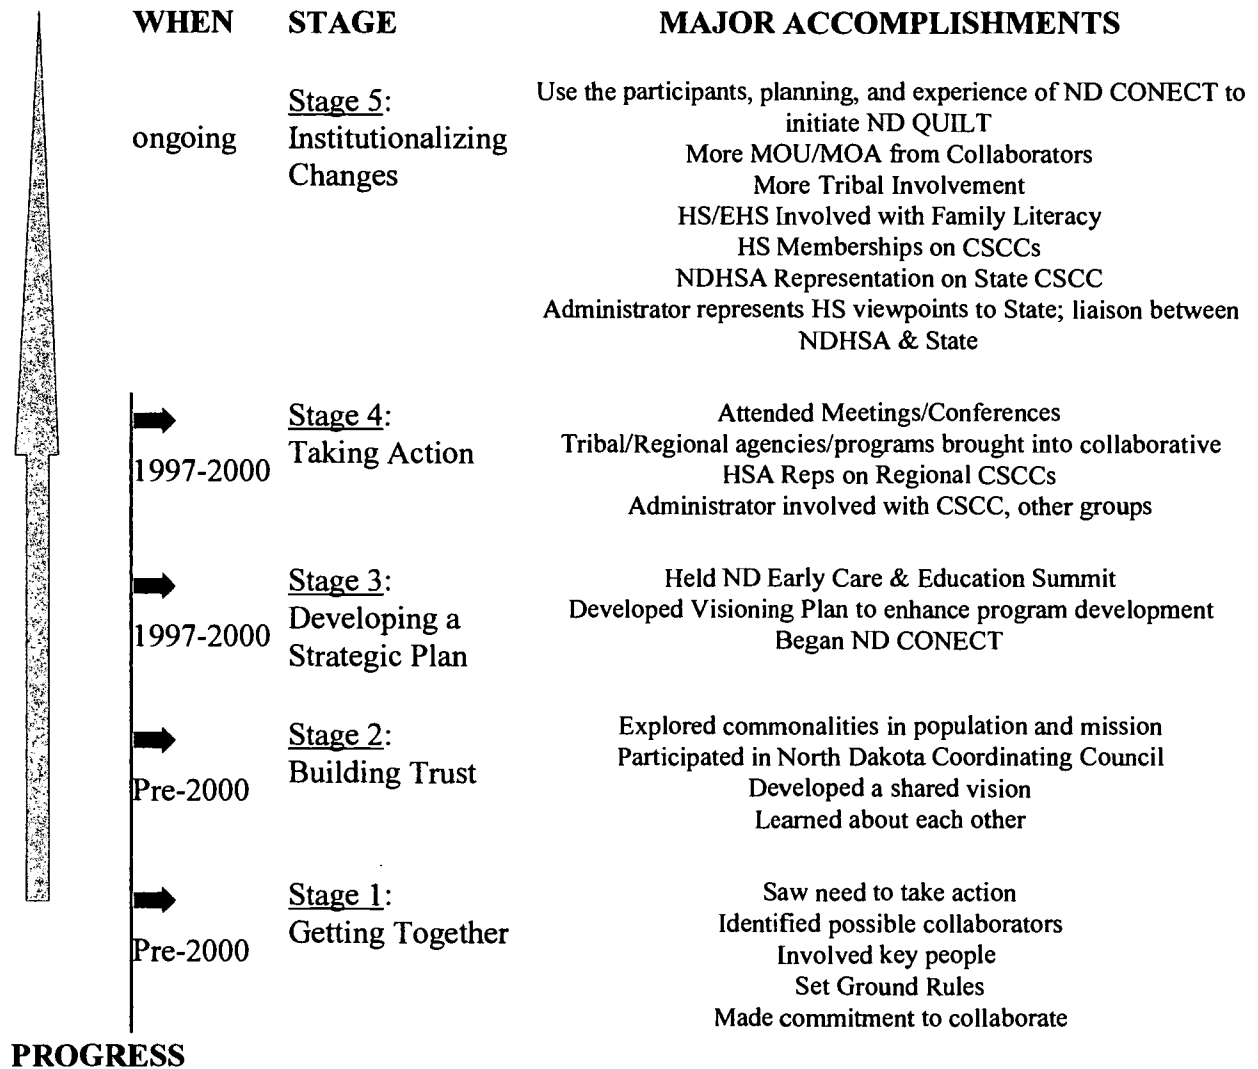 WHEN STAGE MAJOR ACCOMPLISHMENTS
ongoing
Stage 5:
Institutionalizing
Changes
Use the participants, planning, and experience of ND CONECT to
initiate ND QUILT
More MOU/MOA from Collaborators
More Tribal Involvement
HS/EHS Involved with Family Literacy
HS Memberships on CSCCs
NDHSA Representation on State CSCC
Administrator represents HS viewpoints to State; liaison between
NDHSA & State
1997-2000
Stage 4:
Taking Action
Attended Meetings/Conferences
Tribal/Regional agencies/programs brought into collaborative
HSA Reps on Regional CSCCs
Administrator involved with CSCC, other groups
1997-2000
Stage 3:
Developing a
Strategic Plan
Held ND Early Care & Education Summit
Developed Visioning Plan to enhance program development
Began ND CONECT
Pre-2000
Stage 2:
Building Trust
Explored commonalities in population and mission
Participated in North Dakota Coordinating Council
Developed a shared vision
Learned about each other
Pre-2000
Stage 1:
Getting Together
Saw need to take action
Identified possible collaborators
Involved key people
Set Ground Rules
Made commitment to collaborate
PROGRESS